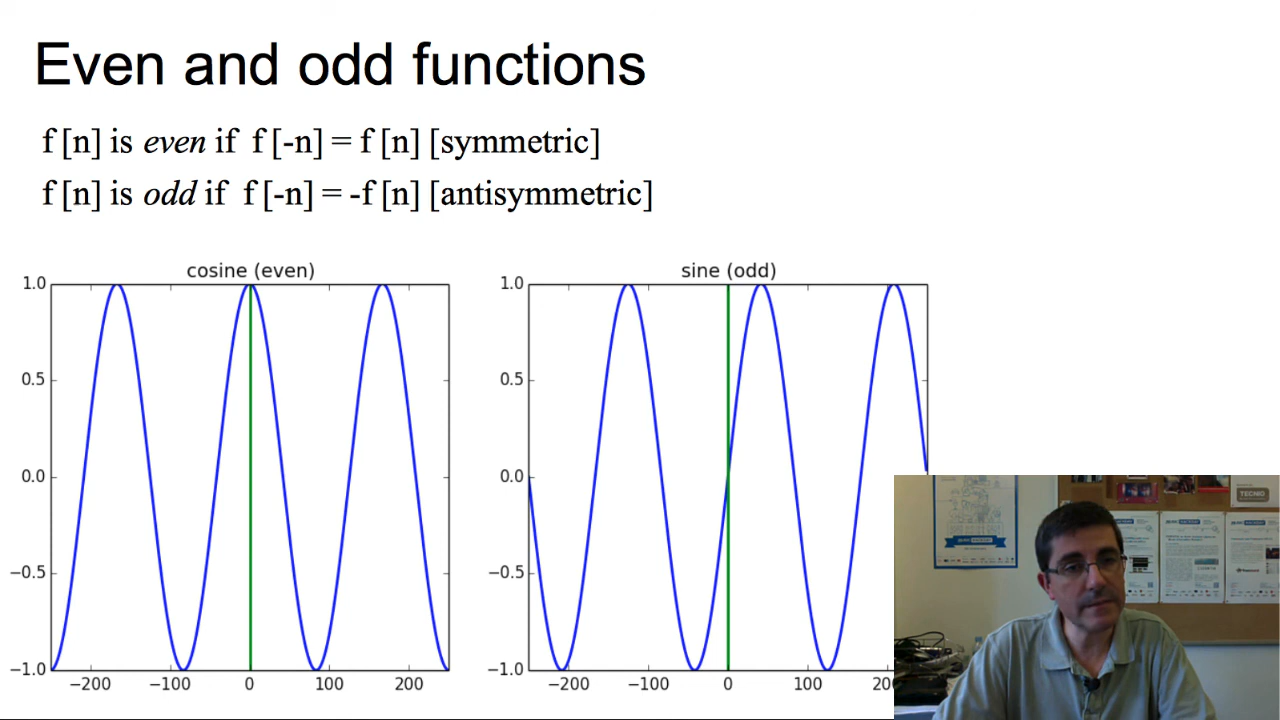 Even and odd functions
f [n] is even if f [-n] = f [n] [symmetric]
f [n] is odd if f [-n] = -f [n] [antisymmetric]
cosine (even)
1.0
0.5
0.0
−0.5
−1.0
−200 −100 0 100 200
sine (odd)
1.0
0.5
0.0
−0.5
−1.0
−200 −100 0 100
TECNIO